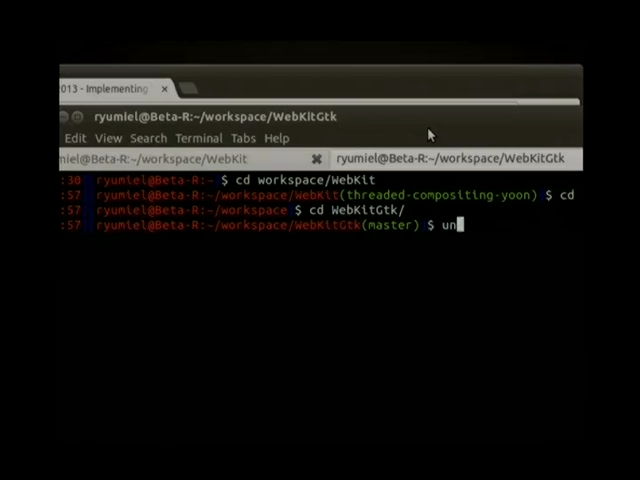 2013 - Implementing
ryumiel@Beta-R:~/workspace/WebKitGtk
Edit View Search Terminal Tabs Help
miel@Beta-R:~/workspace/WebKit ryumiel@Beta-R:~/workspace/WebKitGtk
:30 ryumiel@Beta-R:~ $ cd workspace/WebKit
:57 ryumiel@Beta-R:~/workspace/WebKit(threaded-compositing-yoon) $ cd
:57 ryumiel@Beta-R:~/workspace $ cd WebKitGtk/
:57 ryumiel@Beta-R:~/workspace/WebKitGtk(master) $ un